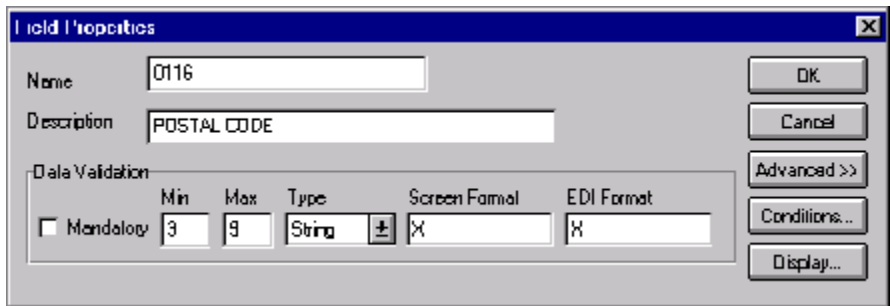 Field Properties
Name 0116 OK
Description POSTAL CODE Cancel
Data Validation Advanced >>
Min Max Type Screen Format EDI Format
Mandatory 3 9 String X X Conditions...
Display...